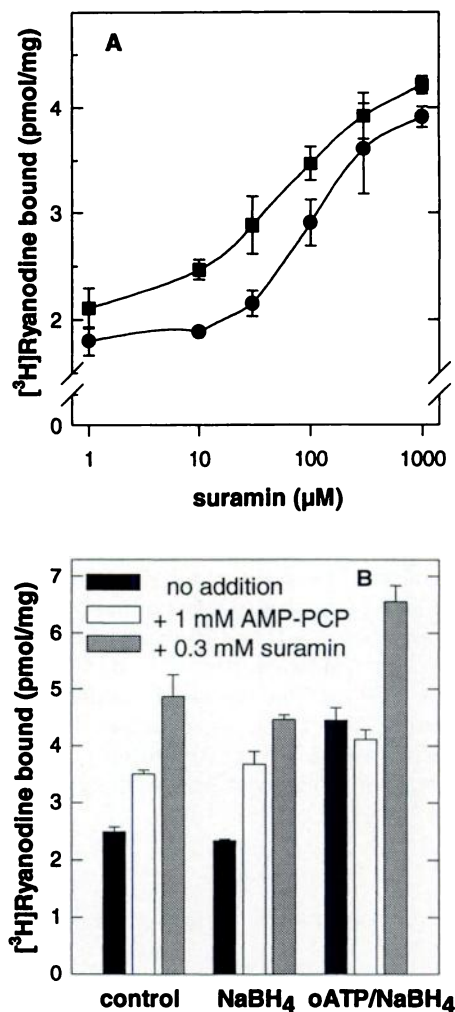 A
[³H]Ryanodine bound (pmol/mg)
4
3
2
0
1 10 100 1000
suramin (µM)
B
[³H]Ryanodine bound (pmol/mg)
7
6
5
4
3
2
1
0
no addition
+ 1 mM AMP-PCP
+ 0.3 mM suramin
control NaBH₄ oATP/NaBH₄